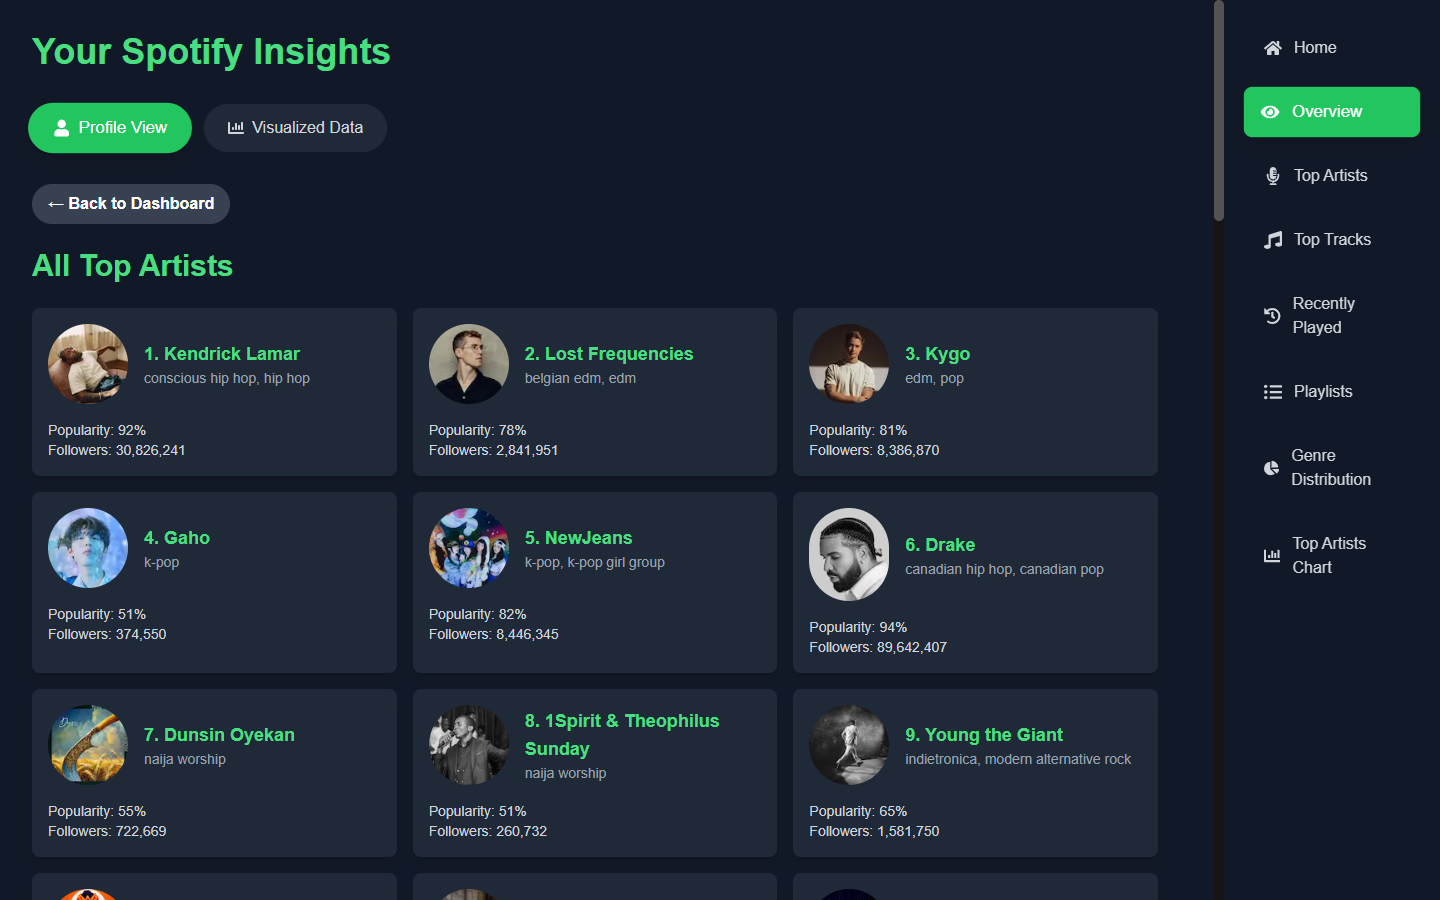 Your Spotify Insights
Profile View
Visualized Data
← Back to Dashboard
All Top Artists
1. Kendrick Lamar
conscious hip hop, hip hop
Popularity: 92%
Followers: 30,826,241
2. Lost Frequencies
belgian edm, edm
Popularity: 78%
Followers: 2,841,951
3. Kygo
edm, pop
Popularity: 81%
Followers: 8,386,870
4. Gaho
k-pop
Popularity: 51%
Followers: 374,550
5. NewJeans
k-pop, k-pop girl group
Popularity: 82%
Followers: 8,446,345
6. Drake
canadian hip hop, canadian pop
Popularity: 94%
Followers: 89,642,407
7. Dunsin Oyekan
naija worship
Popularity: 55%
Followers: 722,669
8. 1Spirit & Theophilus
Sunday
naija worship
Popularity: 51%
Followers: 260,732
9. Young the Giant
indietronica, modern alternative rock
Popularity: 65%
Followers: 1,581,750
Home
Overview
Top Artists
Top Tracks
Recently
Played
Playlists
Genre
Distribution
Top Artists
Chart